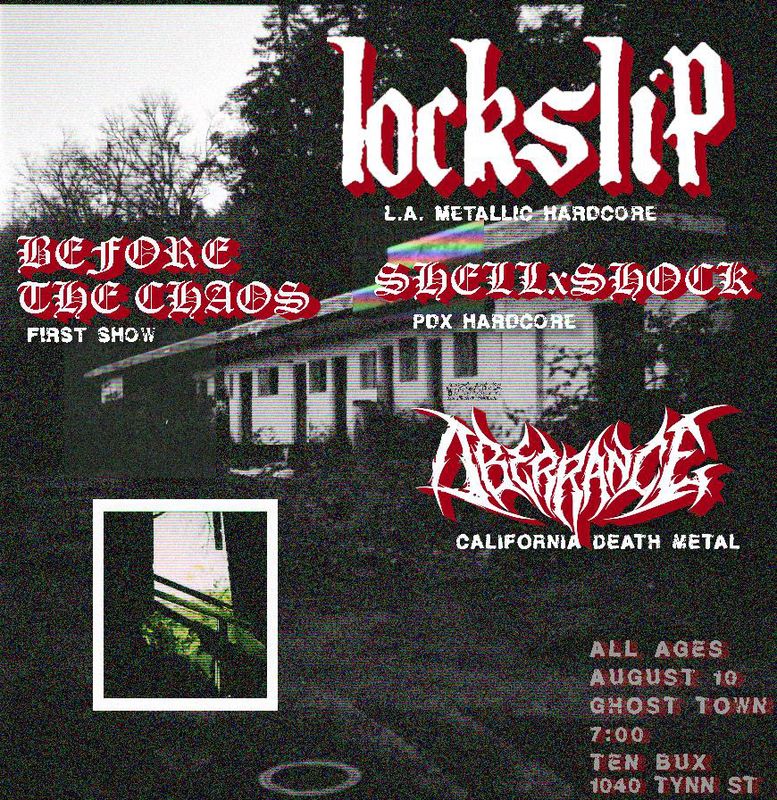 lockslip
L.A. METALLIC HARDCORE
BEFORE
THE CHAOS
FIRST SHOW
SHELLxSHOCK
PDX HARDCORE
ABERRANCE
CALIFORNIA DEATH METAL
ALL AGES
AUGUST 10
GHOST TOWN
7:00
TEN BUX
1040 TYNN ST